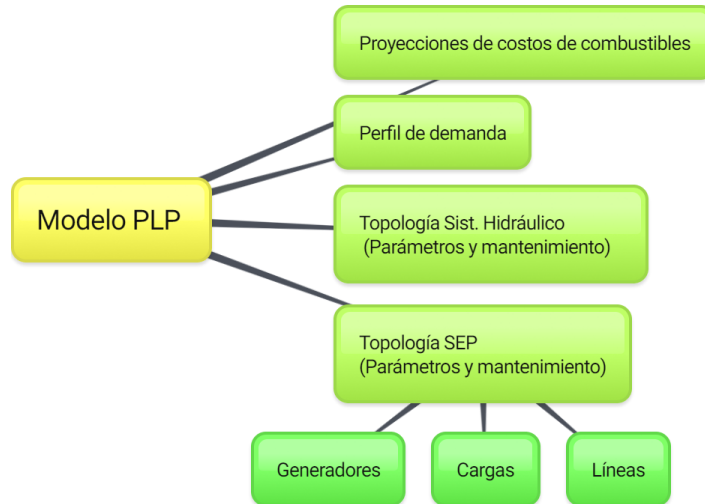 Proyecciones de costos de combustibles
Perfil de demanda
Modelo PLP
Topología Sist. Hidráulico
(Parámetros y mantenimiento)
Topología SEP
(Parámetros y mantenimiento)
Generadores
Cargas
Líneas